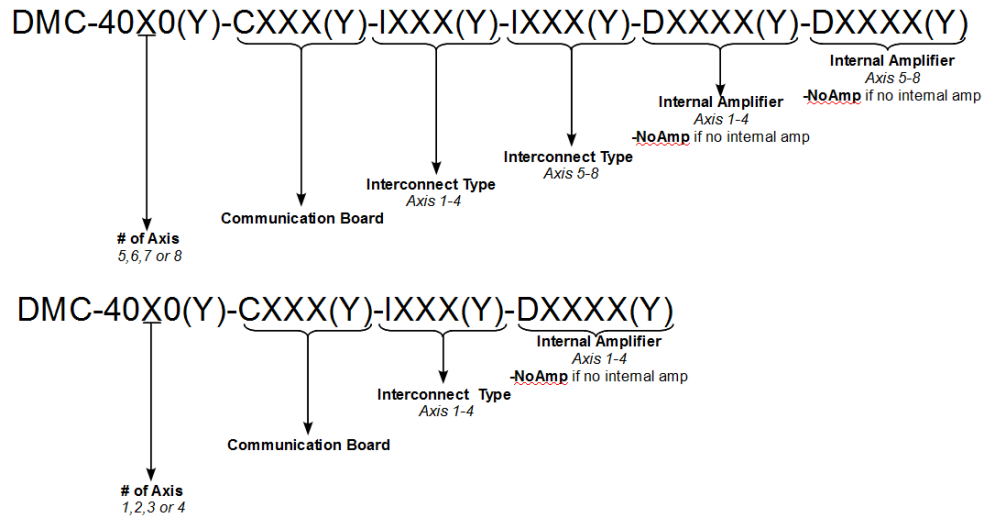 DMC-40X0(Y)-CXXX(Y)-IXXX(Y)-IXXX(Y)-DXXXX(Y)-DXXXX(Y)
Internal Amplifier
Axis 5-8
-NoAmp if no internal amp
Internal Amplifier
Axis 1-4
-NoAmp if no internal amp
Interconnect Type
Axis 5-8
Interconnect Type
Axis 1-4
Communication Board
# of Axis
5,6,7 or 8
DMC-40X0(Y)-CXXX(Y)-IXXX(Y)-DXXXX(Y)
Internal Amplifier
Axis 1-4
-NoAmp if no internal amp
Interconnect Type
Axis 1-4
Communication Board
# of Axis
1,2,3 or 4